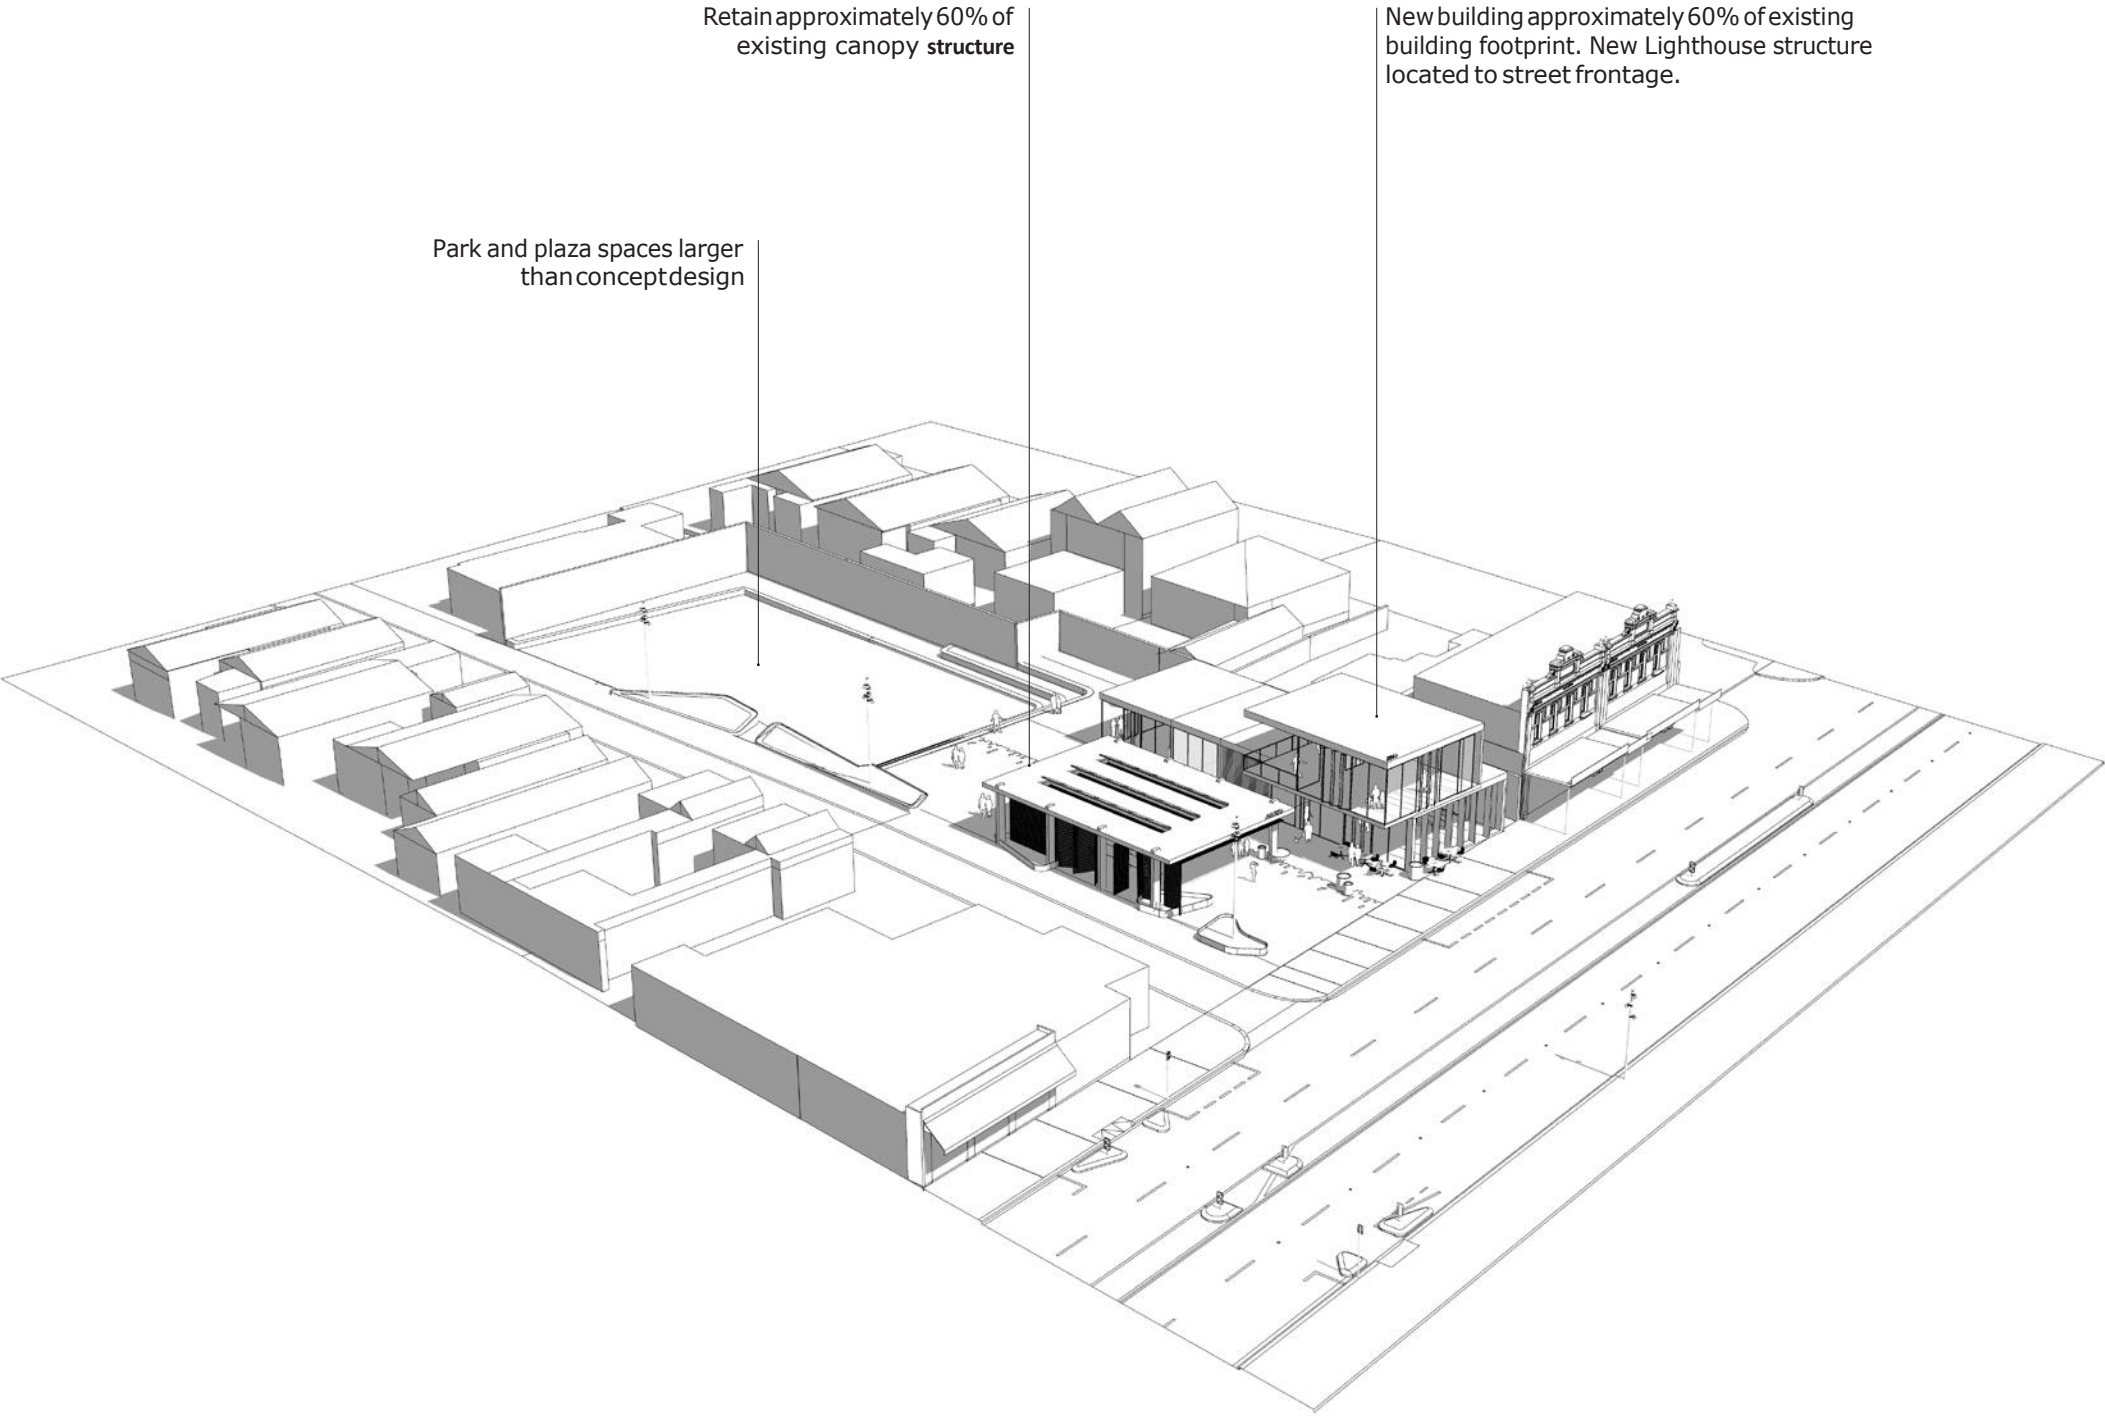 Retain approximately 60% of
existing canopy structure
New building approximately 60% of existing
building footprint. New Lighthouse structure
located to street frontage.
Park and plaza spaces larger
than concept design